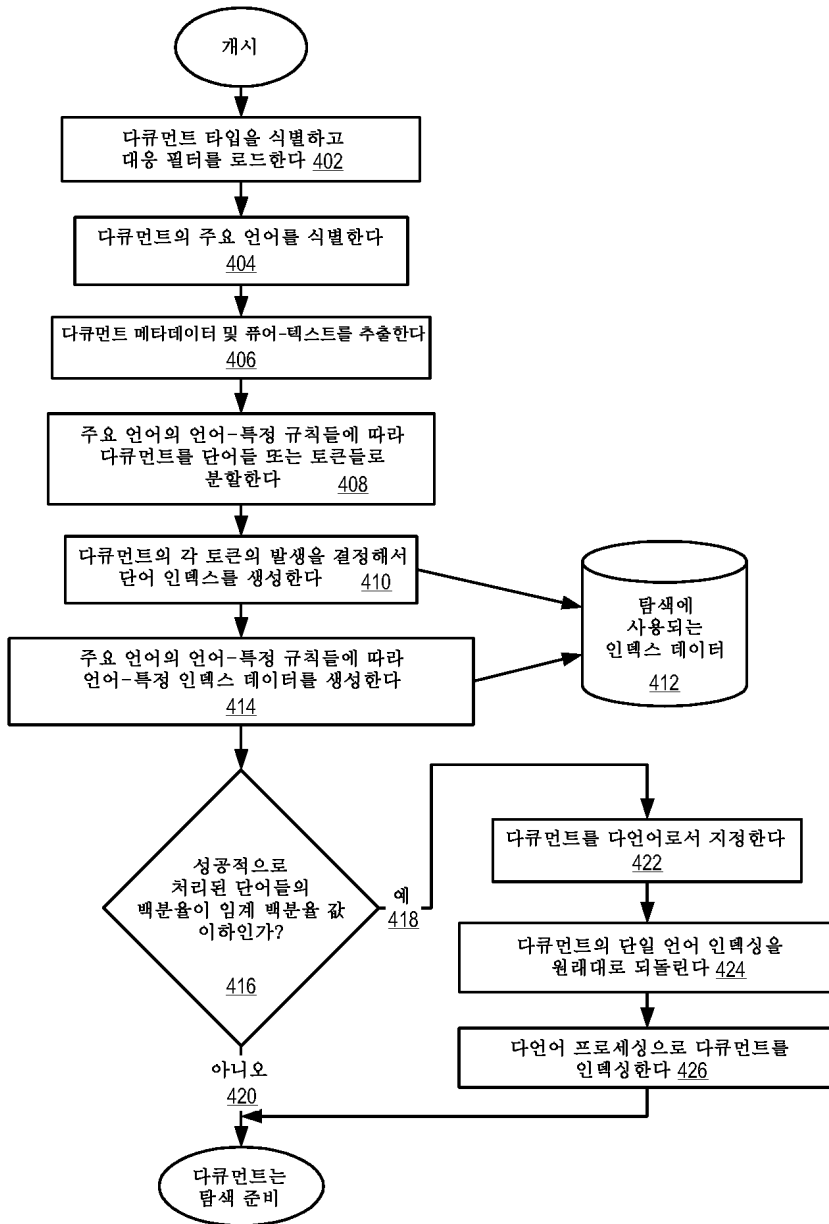 개시
다큐먼트 타입을 식별하고
대응 필터를 로드한다 402
다큐먼트의 주요 언어를 식별한다
404
다큐먼트 메타데이터 및 퓨어-텍스트를 추출한다
406
주요 언어의 언어-특정 규칙들에 따라
다큐먼트를 단어들 또는 토큰들로
분할한다 408
다큐먼트의 각 토큰의 발생을 결정해서
단어 인덱스를 생성한다 410
탐색에
사용되는
인덱스 데이터
412
주요 언어의 언어-특정 규칙들에 따라
언어-특정 인덱스 데이터를 생성한다
414
성공적으로
처리된 단어들의
백분율이 임계 백분율 값
이하인가?
416
예
418
다큐먼트를 다언어로서 지정한다
422
다큐먼트의 단일 언어 인덱싱을
원래대로 되돌린다 424
다언어 프로세싱으로 다큐먼트를
인덱싱한다 426
아니오
420
다큐먼트는
탐색 준비